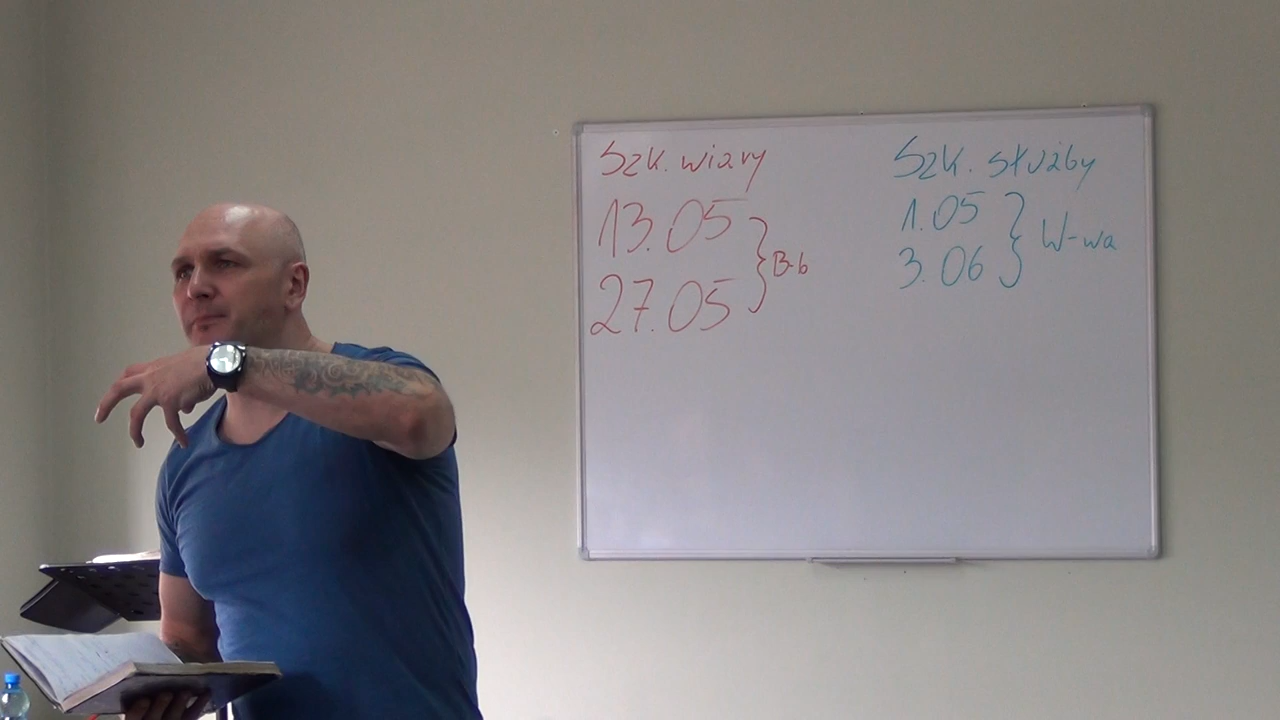 Szk. wiary
13.05
27.05
B-b
Szk. służby
1.05
3.06
W-wa